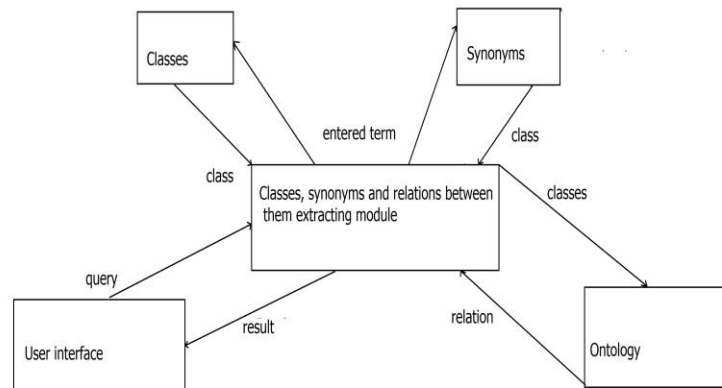 Classes
Synonyms
entered term
class
class
Classes, synonyms and relations between
them extracting module
classes
query
User interface
result
relation
Ontology